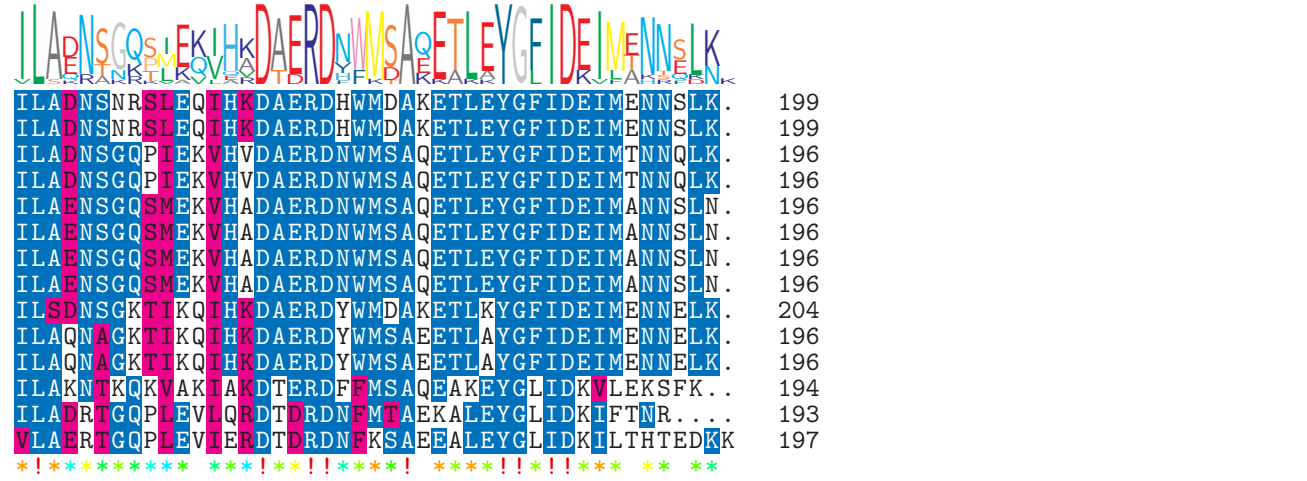 ILADNSGQSIEKIHKDAERDNWMSAQETLEYGFIDEIMENNSLK
ILADNSNRSLEQIHKDAERDHWMDAKETLEYGFIDEIMENNSLK. 199
ILADNSNRSLEQIHKDAERDHWMDAKETLEYGFIDEIMENNSLK. 199
ILADNSGQPIEKVHVDAERDNWMSAQETLEYGFIDEIMTNNQLK. 196
ILADNSGQPIEKVHVDAERDNWMSAQETLEYGFIDEIMTNNQLK. 196
ILAENSGQSMEKVHADAERDNWMSAQETLEYGFIDEIMANNSLN. 196
ILAENSGQSMEKVHADAERDNWMSAQETLEYGFIDEIMANNSLN. 196
ILAENSGQSMEKVHADAERDNWMSAQETLEYGFIDEIMANNSLN. 196
ILAENSGQSMEKVHADAERDNWMSAQETLEYGFIDEIMANNSLN. 196
ILSDNSGKTIKQIHKDAERDYWMDAKETLKYGFIDEIMENNELK. 204
ILAQNAGKTIKQIHKDAERDYWMSAEETLAYGFIDEIMENNELK. 196
ILAQNAGKTIKQIHKDAERDYWMSAEETLAYGFIDEIMENNELK. 196
ILAKNTKQKVAKIAKDTERDFFMSAQEAKEYGLIDKVLEKSFK.. 194
ILADRTGQPLEVLQRDTDRDNFMTAEKALEYGLIDKIFTNR.... 193
VLAERTGQPLEVIERDTDRDNFKSAEEALEYGLIDKILTHTEDKK 197
*!********* ***!**!!****! ****!!*!!*** ** **